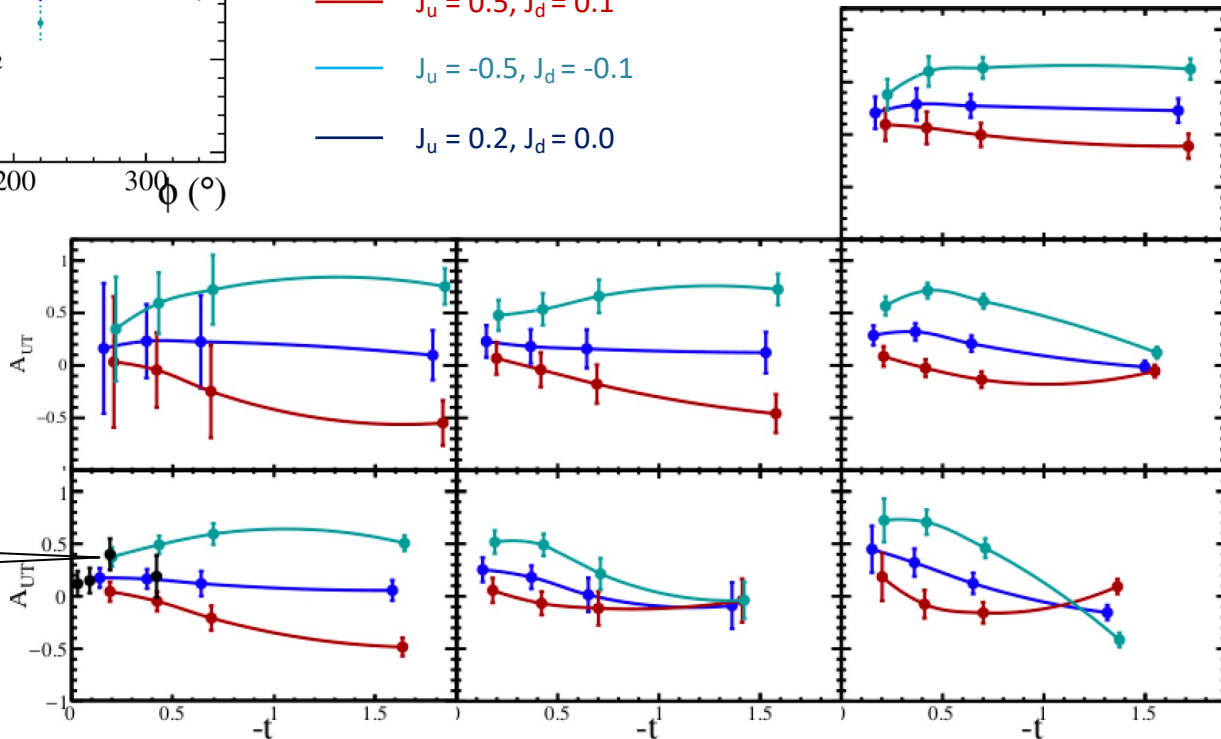 J_u = 0.5, J_d = 0.1
J_u = -0.5, J_d = -0.1
J_u = 0.2, J_d = 0.0
200
300
ϕ (°)
1
0.5
0
−0.5
A_UT
1
0.5
0
−0.5
−1
A_UT
0
0.5
1
1.5
-t
0.5
1
1.5
-t
0.5
1
1.5
-t